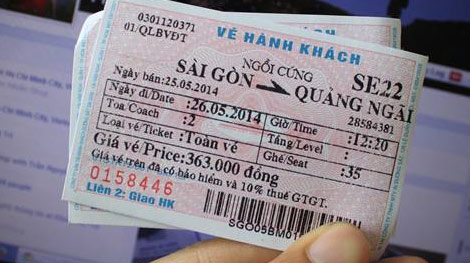 0301120371
01/QLBVĐT
VÉ HÀNH KHÁCH
NGỒI CỨNG
SE22
SÀI GÒN → QUẢNG NGÃI
Ngày bán:25.05.2014
28584381
Ngày đi/Date :26.05.2014 Giờ/Time :12:20
Toa/Coach :2 Tầng/Level :
Loại vé/Ticket :Toàn vé Ghế/Seat :35
Giá vé/Price:363.000 đồng
Giá vé trên đã có bảo hiểm và 10% thuế GTGT.
0158446
Liên 2: Giao HK
SGO05BM01